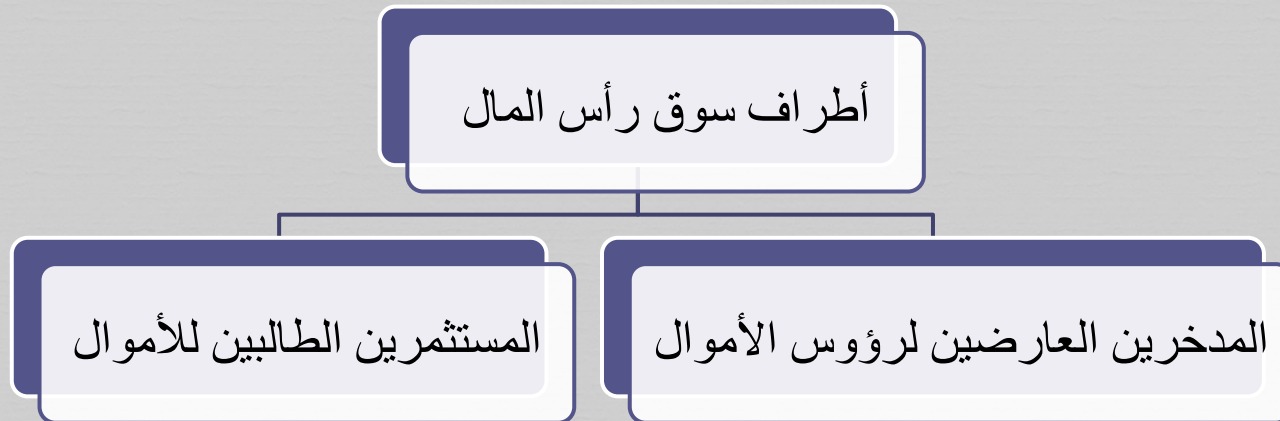 أطراف سوق رأس المال
المدخرين العارضين لرؤوس الأموال
المستثمرين الطالبين للأموال